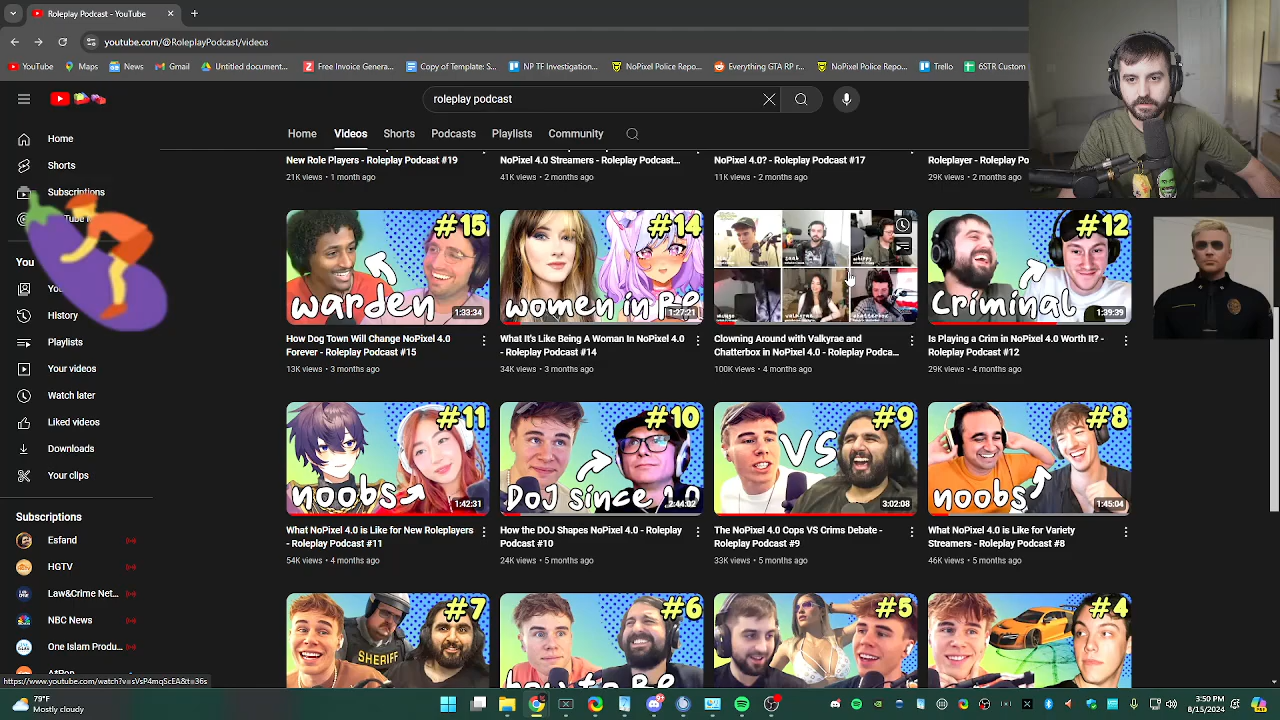 Roleplay Podcast - YouTube
youtube.com/@RoleplayPodcast/videos
YouTube
Maps
News
Gmail
Untitled document...
Free Invoice Genera...
Copy of Template: S...
NP TF Investigation...
NoPixel Police Repo...
Everything GTA RP r...
NoPixel Police Repo...
Trello
6STR Custom
roleplay podcast
Home
Videos
Shorts
Podcasts
Playlists
Community
Home
Shorts
Subscriptions
You
History
Playlists
Your videos
Watch later
Liked videos
Downloads
Your clips
Subscriptions
Esfand
HGTV
Law&Crime Net...
NBC News
One Islam Produ...
New Role Players - Roleplay Podcast #19
21K views • 1 month ago
NoPixel 4.0 Streamers - Roleplay Podcast...
41K views • 2 months ago
NoPixel 4.0? - Roleplay Podcast #17
11K views • 2 months ago
Roleplayer - Roleplay Po
29K views • 2 months ago
#15
warden
1:33:34
How Dog Town Will Change NoPixel 4.0
Forever - Roleplay Podcast #15
13K views • 3 months ago
#14
women in RP
1:27:21
What It's Like Being A Woman In NoPixel 4.0
- Roleplay Podcast #14
34K views • 3 months ago
Clowning Around with Valkyrae and
Chatterbox in NoPixel 4.0 - Roleplay Podca...
100K views • 4 months ago
#12
Criminal
1:39:39
Is Playing a Crim in NoPixel 4.0 Worth It? -
Roleplay Podcast #12
29K views • 4 months ago
#11
noobs
1:42:31
What NoPixel 4.0 is Like for New Roleplayers
- Roleplay Podcast #11
54K views • 4 months ago
#10
DoJ since 1.0
2:44:02
How the DOJ Shapes NoPixel 4.0 - Roleplay
Podcast #10
24K views • 5 months ago
#9
VS
3:02:08
The NoPixel 4.0 Cops VS Crims Debate -
Roleplay Podcast #9
33K views • 5 months ago
#8
noobs
1:45:04
What NoPixel 4.0 is Like for Variety
Streamers - Roleplay Podcast #8
46K views • 5 months ago
#7
SHERIFF
#6
#5
#4
79°F
Mostly cloudy
3:50 PM
8/15/2024